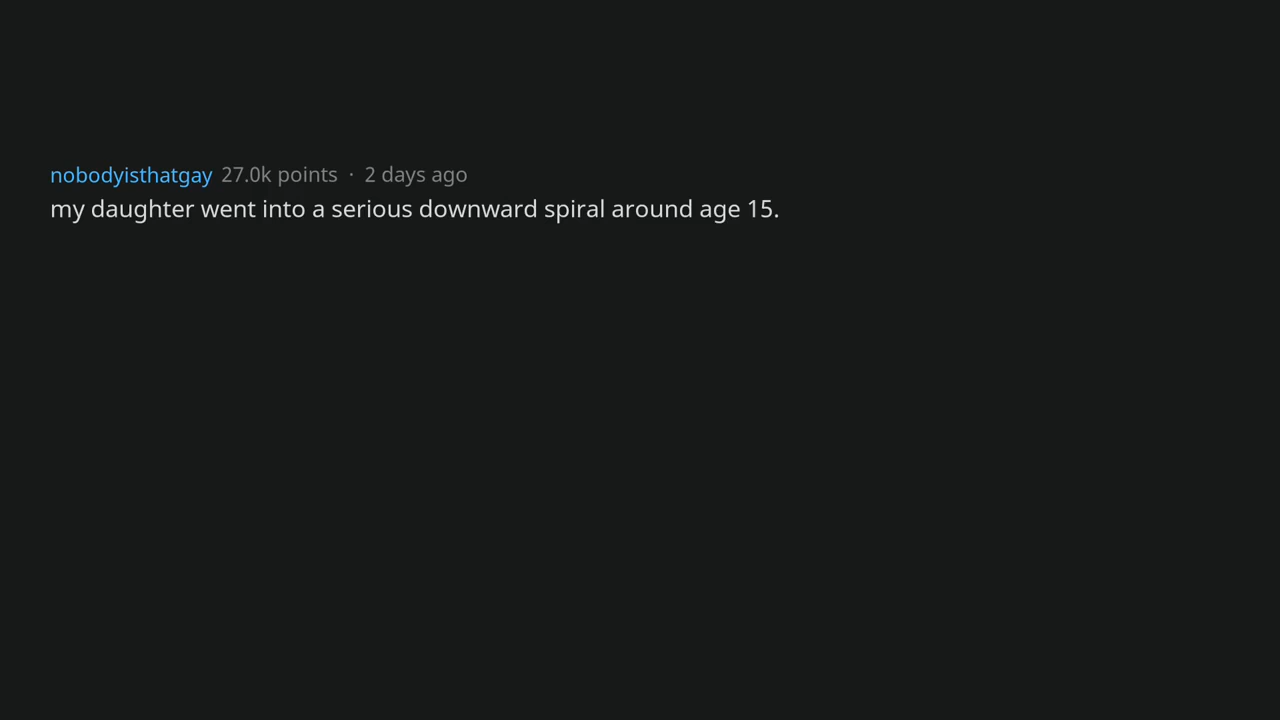 nobodyisthatgay 27.0k points · 2 days ago
my daughter went into a serious downward spiral around age 15.